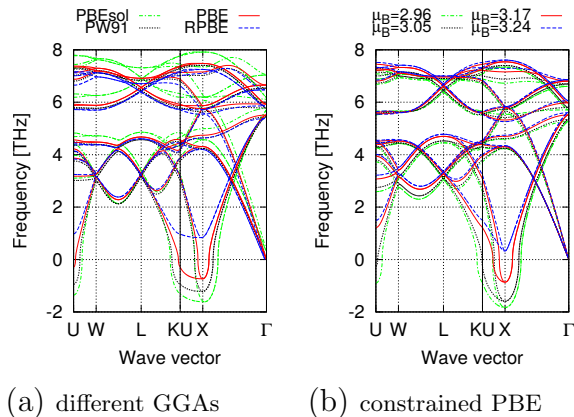 PBEsol PBE
PW91 RPBE
8
6
4
2
0
-2
Frequency [THz]
U W L KU X Γ
Wave vector
(a) different GGAs
μB=2.96 μB=3.17
μB=3.05 μB=3.24
8
6
4
2
0
-2
Frequency [THz]
U W L KU X Γ
Wave vector
(b) constrained PBE